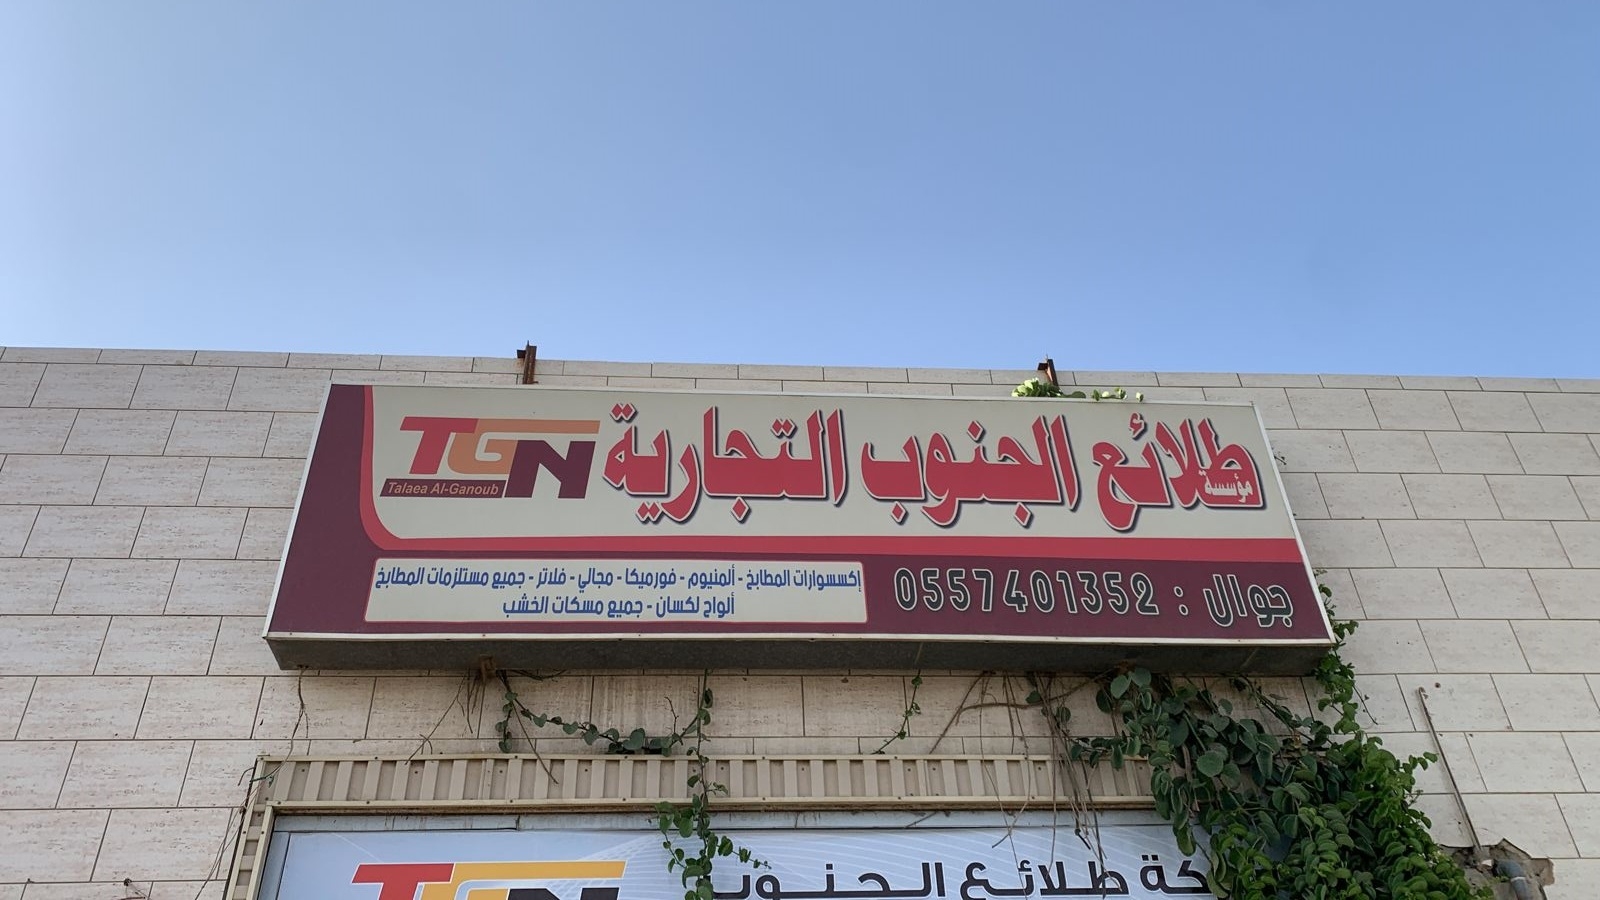 مؤسسة طلائع الجنوب التجارية
TGN
Talaea Al-Ganoub
جوال : 0557401352
إكسسوارات المطابخ - ألمنيوم - فورميكا - مجالي - فلاتر - جميع مستلزمات المطابخ
ألواح لكسان - جميع مسكات الخشب
طلائع الجنوب
TGN